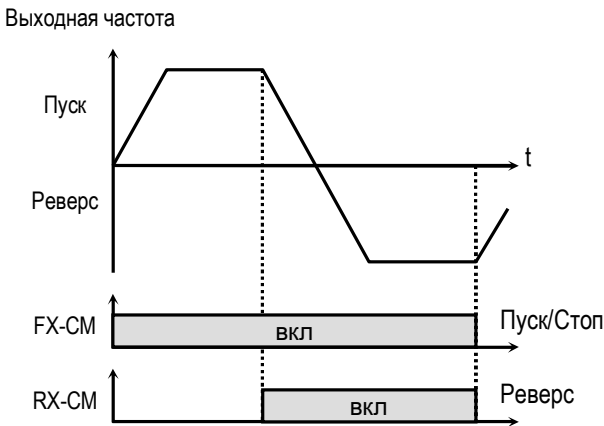 Выходная частота
Пуск
t
Реверс
FX-CM
вкл
Пуск/Стоп
RX-CM
вкл
Реверс